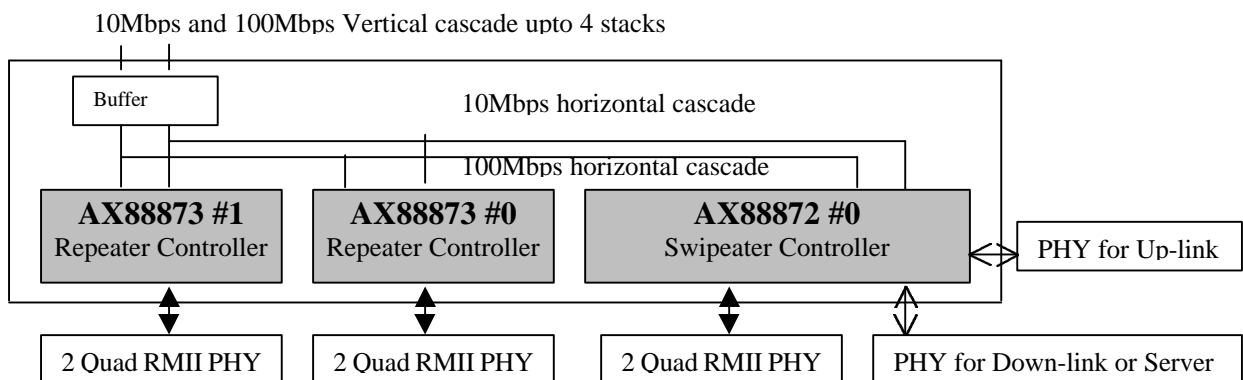 10Mbps and 100Mbps Vertical cascade upto 4 stacks
Buffer
10Mbps horizontal cascade
100Mbps horizontal cascade
AX88873 #1
Repeater Controller
AX88873 #0
Repeater Controller
AX88872 #0
Swipeater Controller
PHY for Up-link
2 Quad RMII PHY
2 Quad RMII PHY
2 Quad RMII PHY
PHY for Down-link or Server